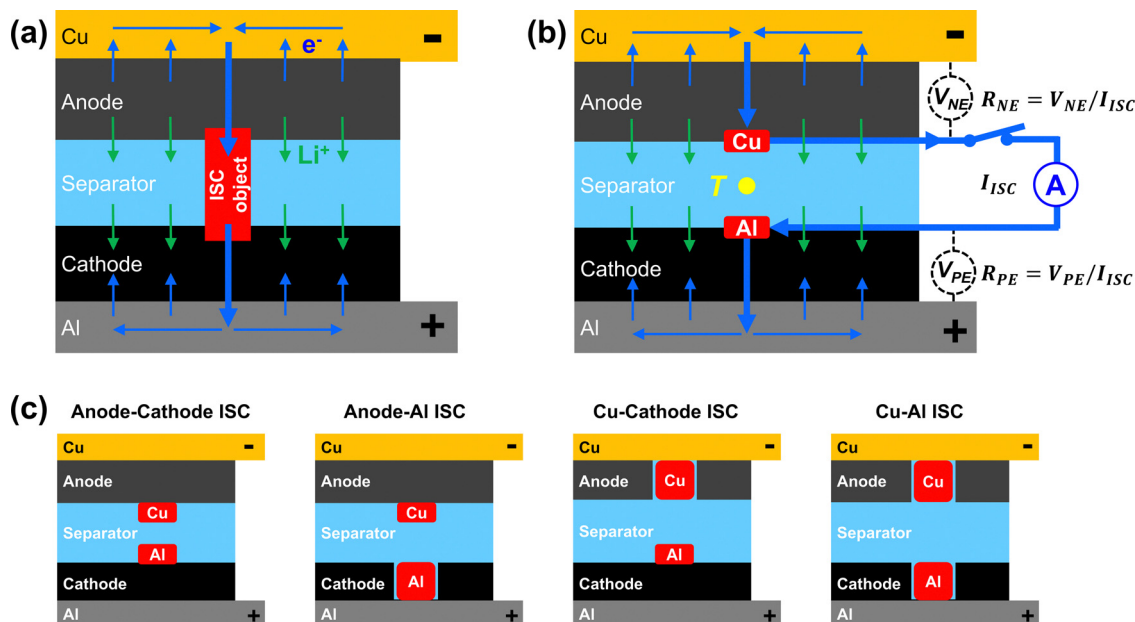 (a)
Cu
-
e-
Anode
Li+
Separator
ISC
object
Cathode
Al
+
(b)
-
Anode
V_NE
R_NE = V_NE/I_ISC
Cu
Separator
T
I_ISC
A
Al
Cathode
V_PE
R_PE = V_PE/I_ISC
Al
+
(c)
Anode-Cathode ISC
Cu
-
Anode
Cu
Separator
Al
Cathode
Al
+
Anode-Al ISC
Cu
-
Anode
Cu
Separator
Cathode
Al
Al
+
Cu-Cathode ISC
Cu
-
Anode
Cu
Separator
Al
Cathode
Al
+
Cu-Al ISC
Cu
-
Anode
Cu
Separator
Cathode
Al
Al
+